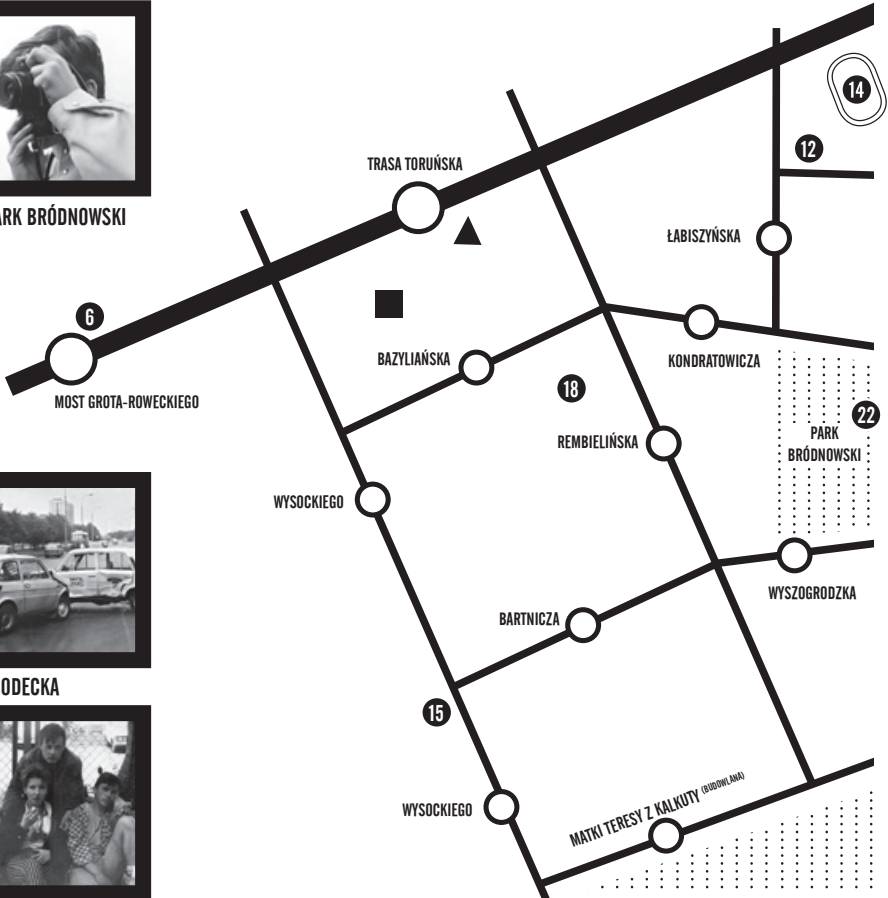 14
12
TRASA TORUŃSKA
ARK BRÓDNOWSKI
ŁABISZYŃSKA
6
BAZYLIAŃSKA
KONDRATOWICZA
18
MOST GROTA-ROWECKIEGO
22
PARK
BRÓDNOWSKI
REMBIELIŃSKA
WYSOCKIEGO
WYSZOGRODZKA
BARTNICZA
ODECKA
15
WYSOCKIEGO
MATKI TERESY Z KALKUTY (BUDOWLANA)